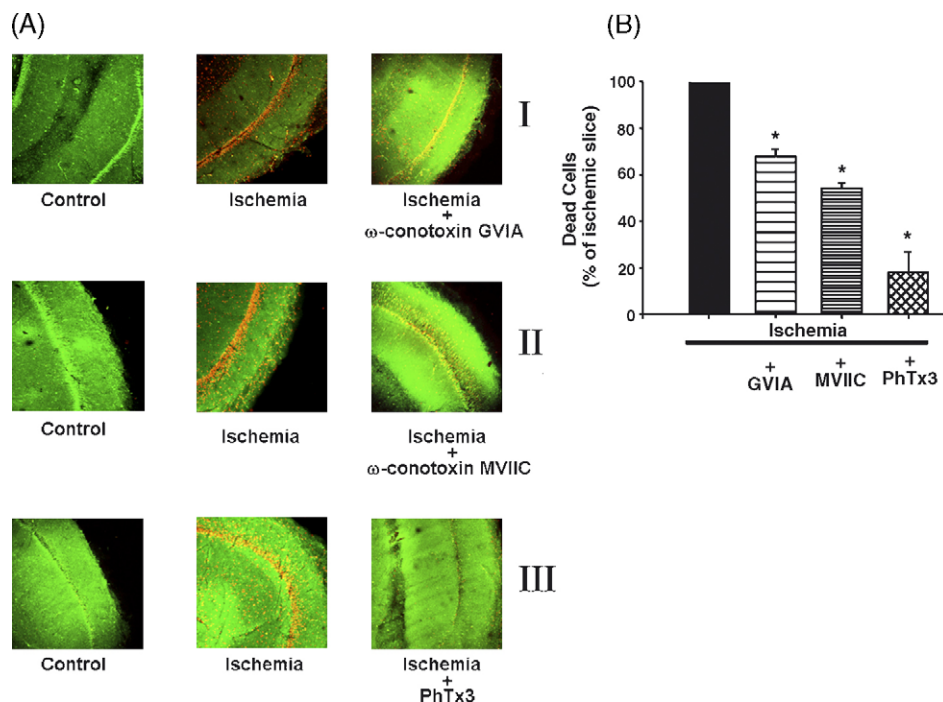 (A)
Control
Ischemia
Ischemia
+
ω-conotoxin GVIA
I
Control
Ischemia
Ischemia
+
ω-conotoxin MVIIC
II
Control
Ischemia
Ischemia
+
PhTx3
III
(B)
Dead Cells
(% of ischemic slice)
100
80
60
40
20
0
*
*
*
Ischemia
+
GVIA
+
MVIIC
+
PhTx3